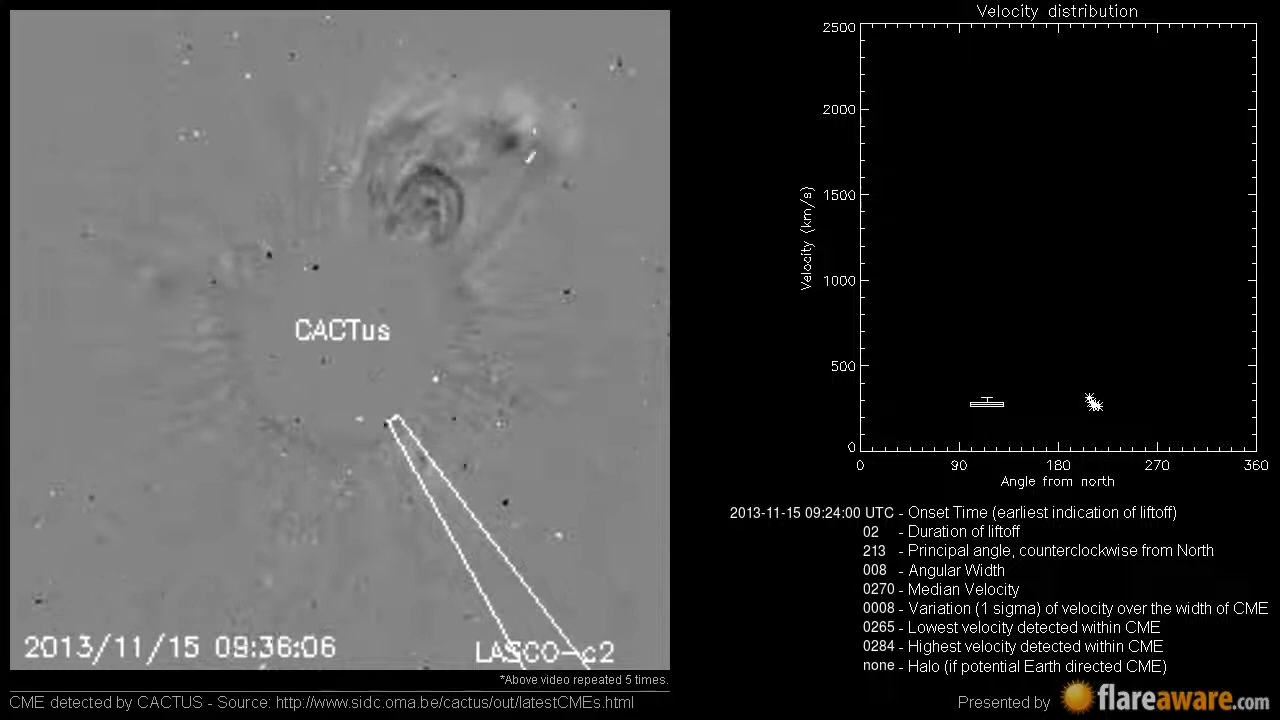 Velocity distribution
2500
2000
1500
1000
500
0
Velocity (km/s)
0 90 180 270 360
Angle from north
CACTus
2013/11/15 09:36:06
LASCO-c2
*Above video repeated 5 times.
CME detected by CACTUS - Source: http://www.sidc.oma.be/cactus/out/latestCMEs.html
2013-11-15 09:24:00 UTC - Onset Time (earliest indication of liftoff)
02 - Duration of liftoff
213 - Principal angle, counterclockwise from North
008 - Angular Width
0270 - Median Velocity
0008 - Variation (1 sigma) of velocity over the width of CME
0265 - Lowest velocity detected within CME
0284 - Highest velocity detected within CME
none - Halo (if potential Earth directed CME)
Presented by flareaware.com